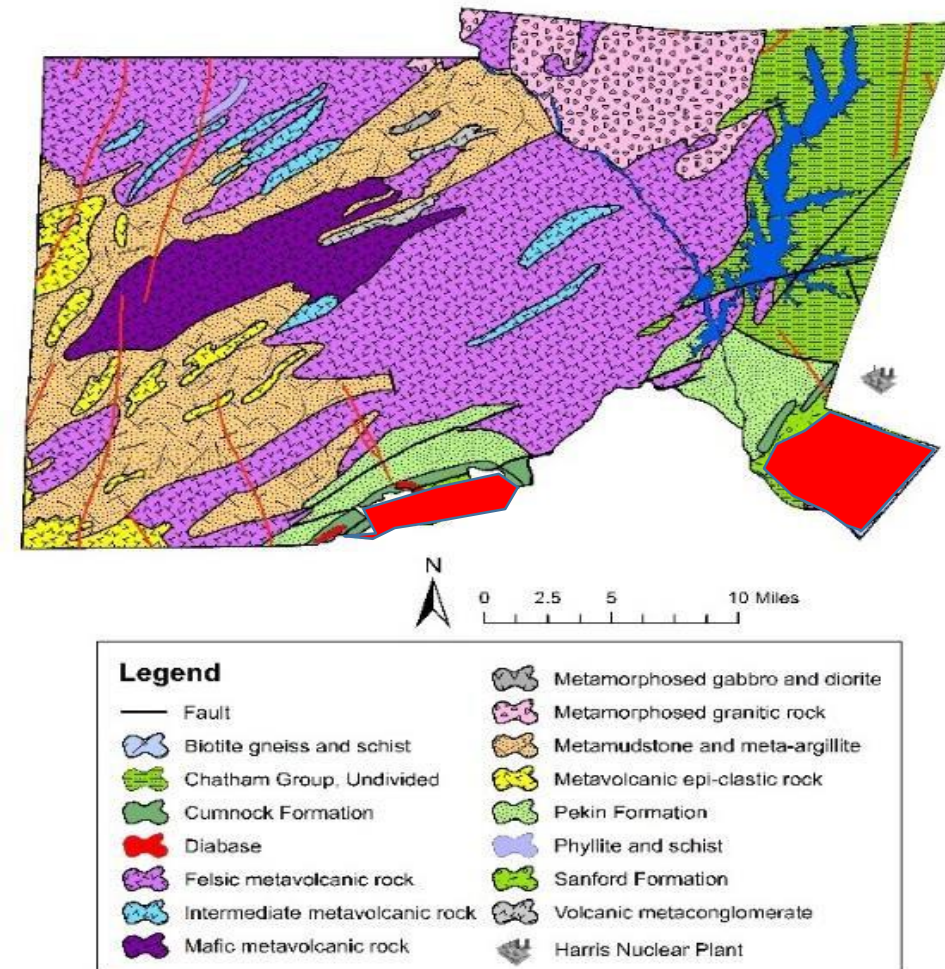 N
0 2.5 5 10 Miles
Legend
Fault
Biotite gneiss and schist
Chatham Group, Undivided
Cumnock Formation
Diabase
Felsic metavolcanic rock
Intermediate metavolcanic rock
Mafic metavolcanic rock
Metamorphosed gabbro and diorite
Metamorphosed granitic rock
Metamudstone and meta-argillite
Metavolcanic epi-clastic rock
Pekin Formation
Phyllite and schist
Sanford Formation
Volcanic metaconglomerate
Harris Nuclear Plant